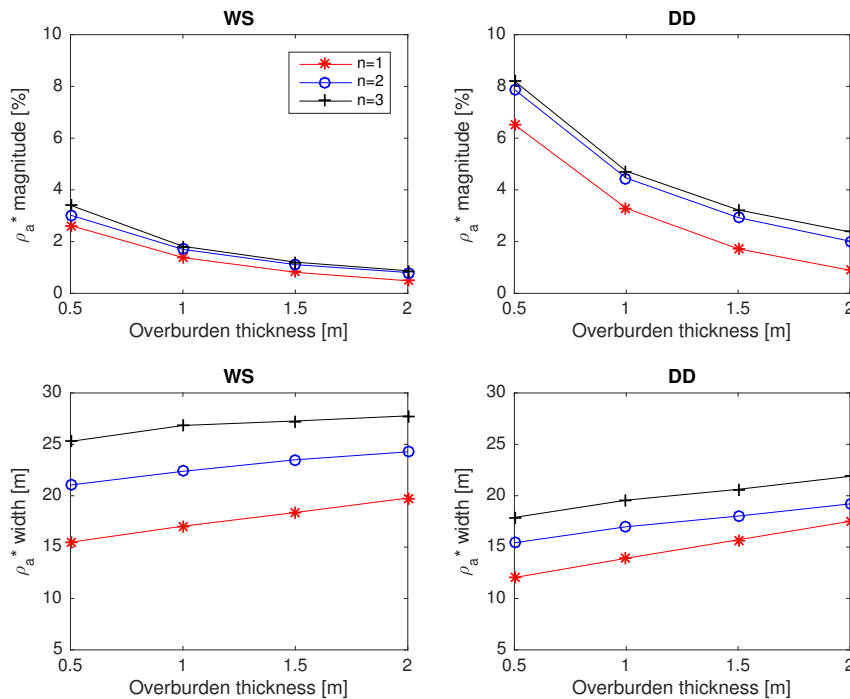 WS
ρa* magnitude [%]
10
8
6
4
2
0
0.5 1 1.5 2
Overburden thickness [m]
n=1
n=2
n=3
DD
ρa* magnitude [%]
10
8
6
4
2
0
0.5 1 1.5 2
Overburden thickness [m]
WS
ρa* width [m]
30
25
20
15
10
5
0.5 1 1.5 2
Overburden thickness [m]
DD
ρa* width [m]
30
25
20
15
10
5
0.5 1 1.5 2
Overburden thickness [m]